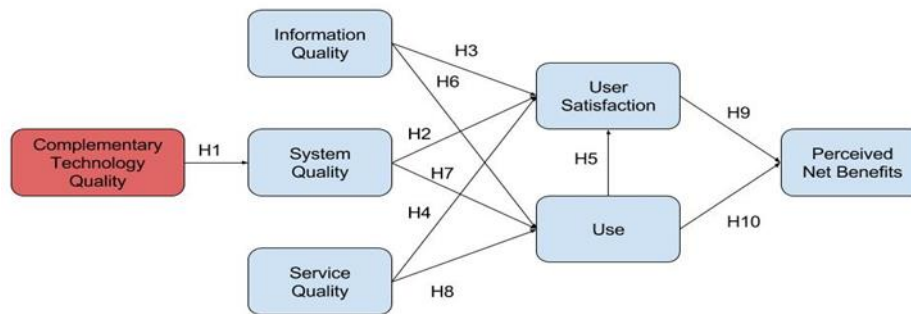 Information
Quality
H3
H6
User
Satisfaction
H9
Complementary
Technology
Quality
H1
System
Quality
H2
H7
H4
H5
Perceived
Net Benefits
Use
H10
Service
Quality
H8